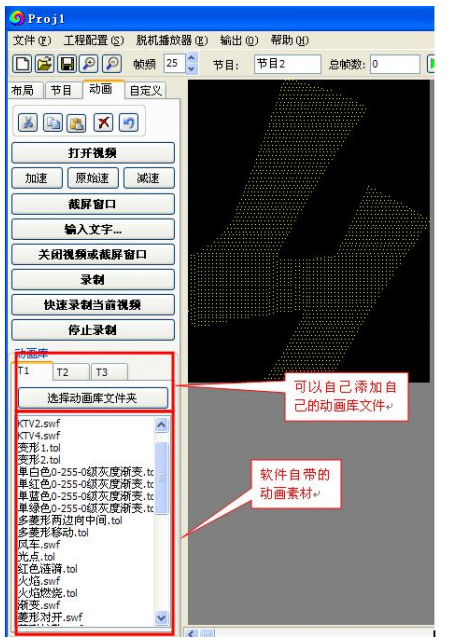 Proj1
文件(F) 工程配置(S) 脱机播放器(E) 输出(O) 帮助(H)
帧频 25 节目: 节目2 总帧数: 0
布局 节目 动画 自定义
打开视频
加速 原始速 减速
截屏窗口
输入文字...
关闭视频或截屏窗口
录制
快速录制当前视频
停止录制
动画库
T1 T2 T3
选择动画库文件夹
可以自己添加自
己的动画库文件
KTV2.swf
KTV4.swf
变形1.tol
变形2.tol
单白色0-255-0级灰度渐变.to
单红色0-255-0级灰度渐变.to
单蓝色0-255-0级灰度渐变.to
单绿色0-255-0级灰度渐变.to
多菱形两边向中间.tol
多菱形移动.tol
风车.swf
光点.tol
红色涟漪.tol
火焰.swf
火焰燃烧.tol
渐变.swf
菱形对开.swf
软件自带的
动画素材